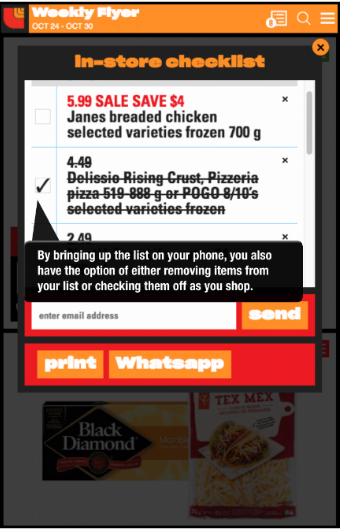 Weekly Flyer
OCT 24 - OCT 30
6
In-store checklist
5.99 SALE SAVE $4
Janes breaded chicken
selected varieties frozen 700 g
4.49
Delissio Rising Crust, Pizzeria
pizza 519-888 g or POGO 8/10's
selected varieties frozen
2.49
By bringing up the list on your phone, you also
have the option of either removing items from
your list or checking them off as you shop.
enter email address
send
print
Whatsapp
Black
Diamond
TEX MEX